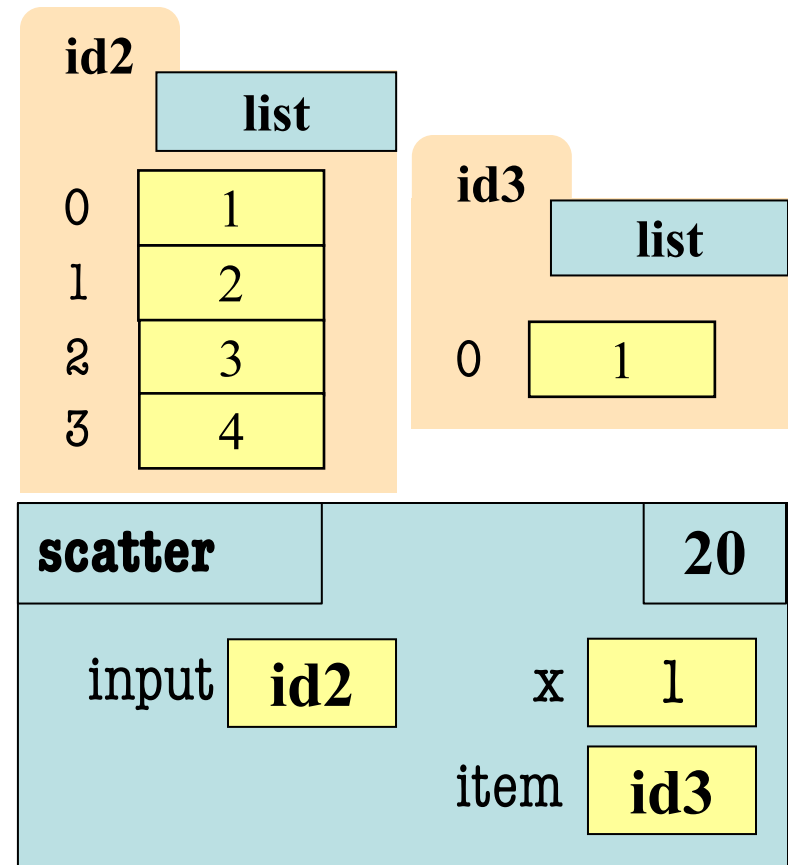 id2
list
0 1
1 2
2 3
3 4
id3
list
0 1
scatter 20
input id2 x 1
item id3